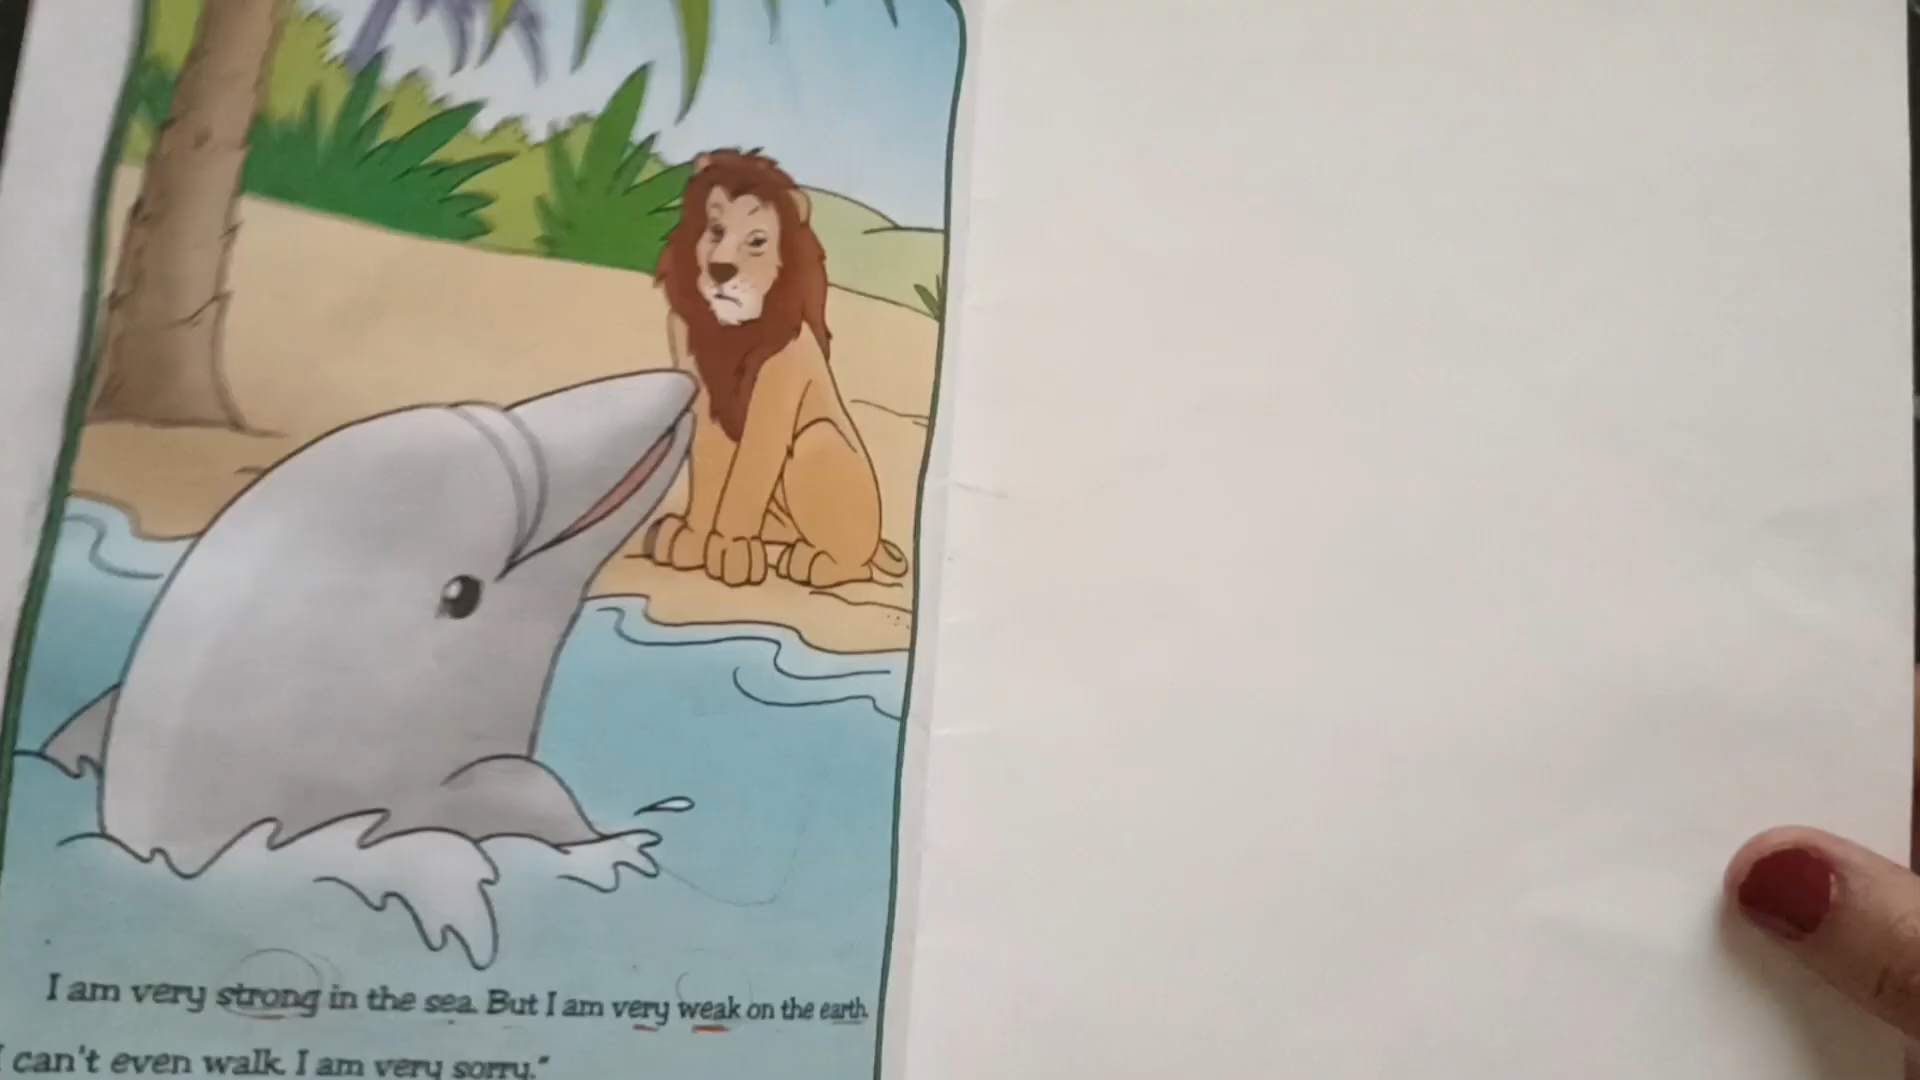 I am very strong in the sea. But I am very weak on the earth.
I can't even walk. I am very sorry."